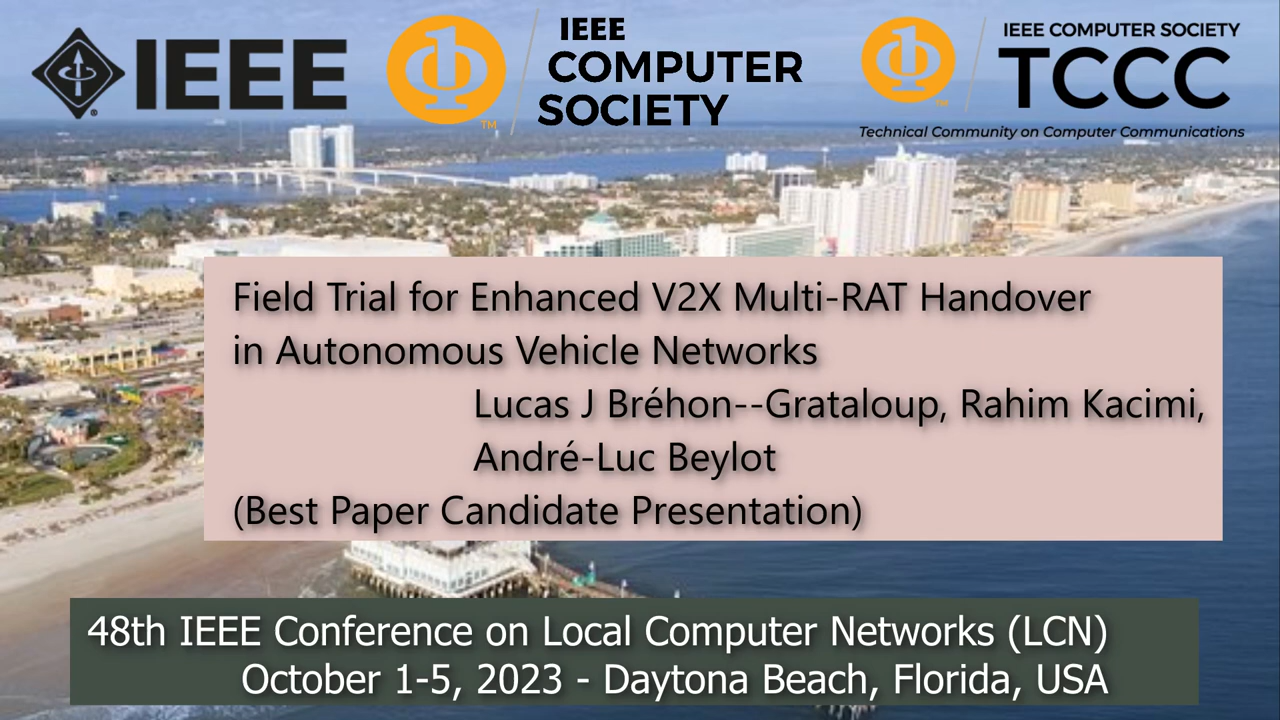 IEEE
IEEE
COMPUTER
SOCIETY
TM
IEEE COMPUTER SOCIETY
TCCC
TM
Technical Community on Computer Communications
Field Trial for Enhanced V2X Multi-RAT Handover
in Autonomous Vehicle Networks
Lucas J Bréhon--Grataloup, Rahim Kacimi,
André-Luc Beylot
(Best Paper Candidate Presentation)
48th IEEE Conference on Local Computer Networks (LCN)
October 1-5, 2023 - Daytona Beach, Florida, USA